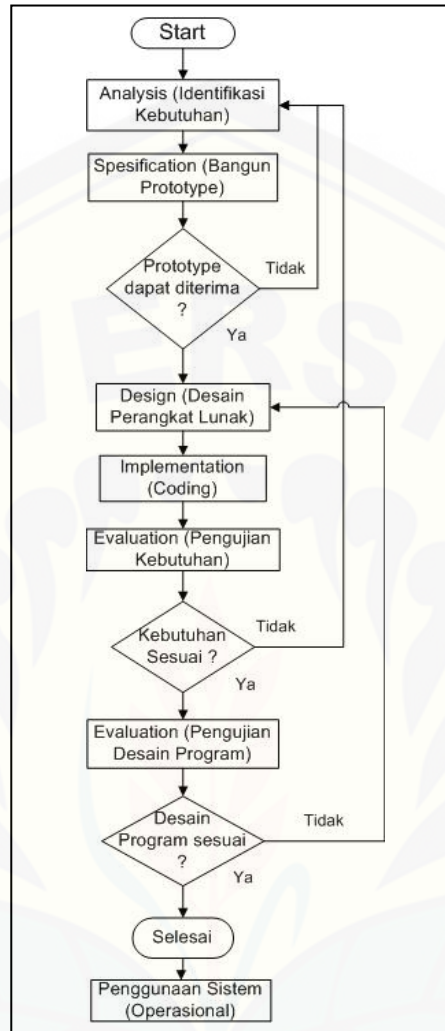 Start
Analysis (Identifikasi
Kebutuhan)
Spesification (Bangun
Prototype)
Prototype
dapat diterima
?
Tidak
Ya
Design (Desain
Perangkat Lunak)
Implementation
(Coding)
Evaluation (Pengujian
Kebutuhan)
Kebutuhan
Sesuai ?
Tidak
Ya
Evaluation (Pengujian
Desain Program)
Desain
Program sesuai
?
Tidak
Ya
Selesai
Penggunaan Sistem
(Operasional)